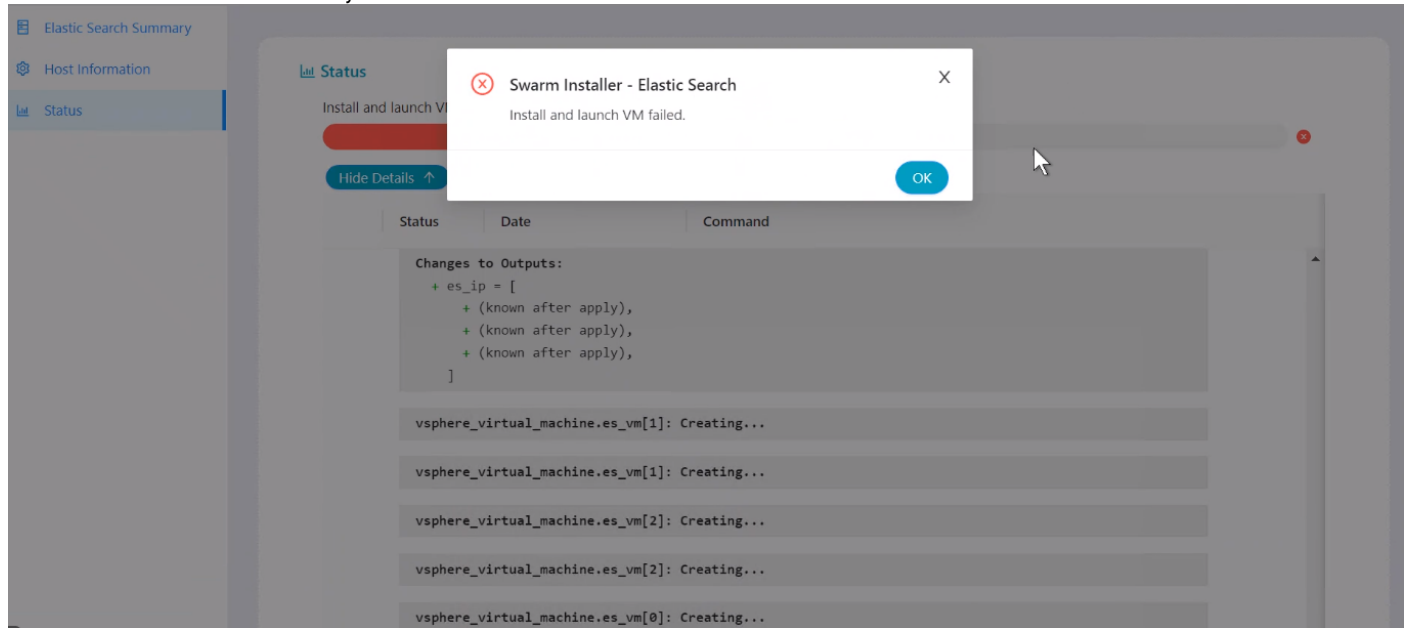 Elastic Search Summary
Host Information
Status
Status
Install and launch V
Swarm Installer - Elastic Search
X
Install and launch VM failed.
OK
Hide Details ↑
Status Date Command
Changes to Outputs:
+ es_ip = [
+ (known after apply),
+ (known after apply),
+ (known after apply),
]
vsphere_virtual_machine.es_vm[1]: Creating...
vsphere_virtual_machine.es_vm[1]: Creating...
vsphere_virtual_machine.es_vm[2]: Creating...
vsphere_virtual_machine.es_vm[2]: Creating...
vsphere_virtual_machine.es_vm[0]: Creating...